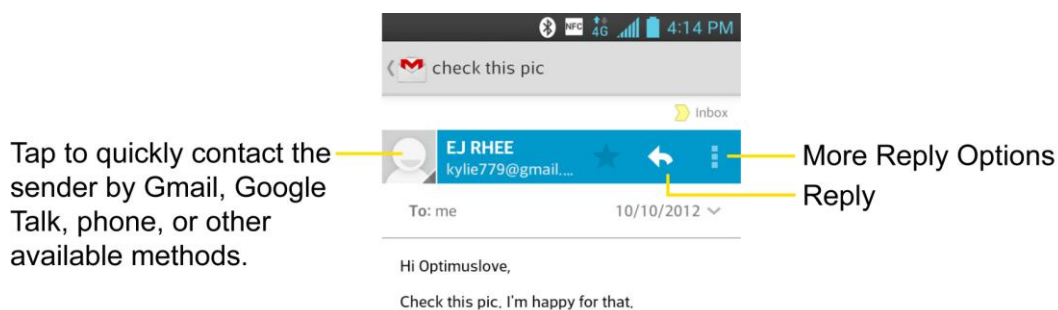 NFC 4G 4:14 PM
check this pic
Inbox
Tap to quickly contact the
sender by Gmail, Google
Talk, phone, or other
available methods.
EJ RHEE
kylie779@gmail....
More Reply Options
Reply
To: me 10/10/2012
Hi Optimuslove,
Check this pic, I'm happy for that,